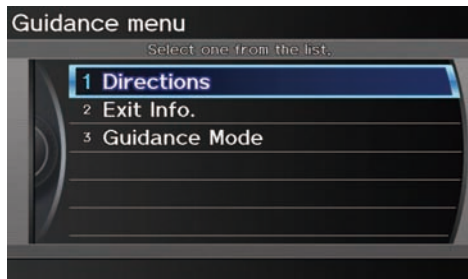 Guidance menu
Select one from the list.
1 Directions
2 Exit Info.
3 Guidance Mode